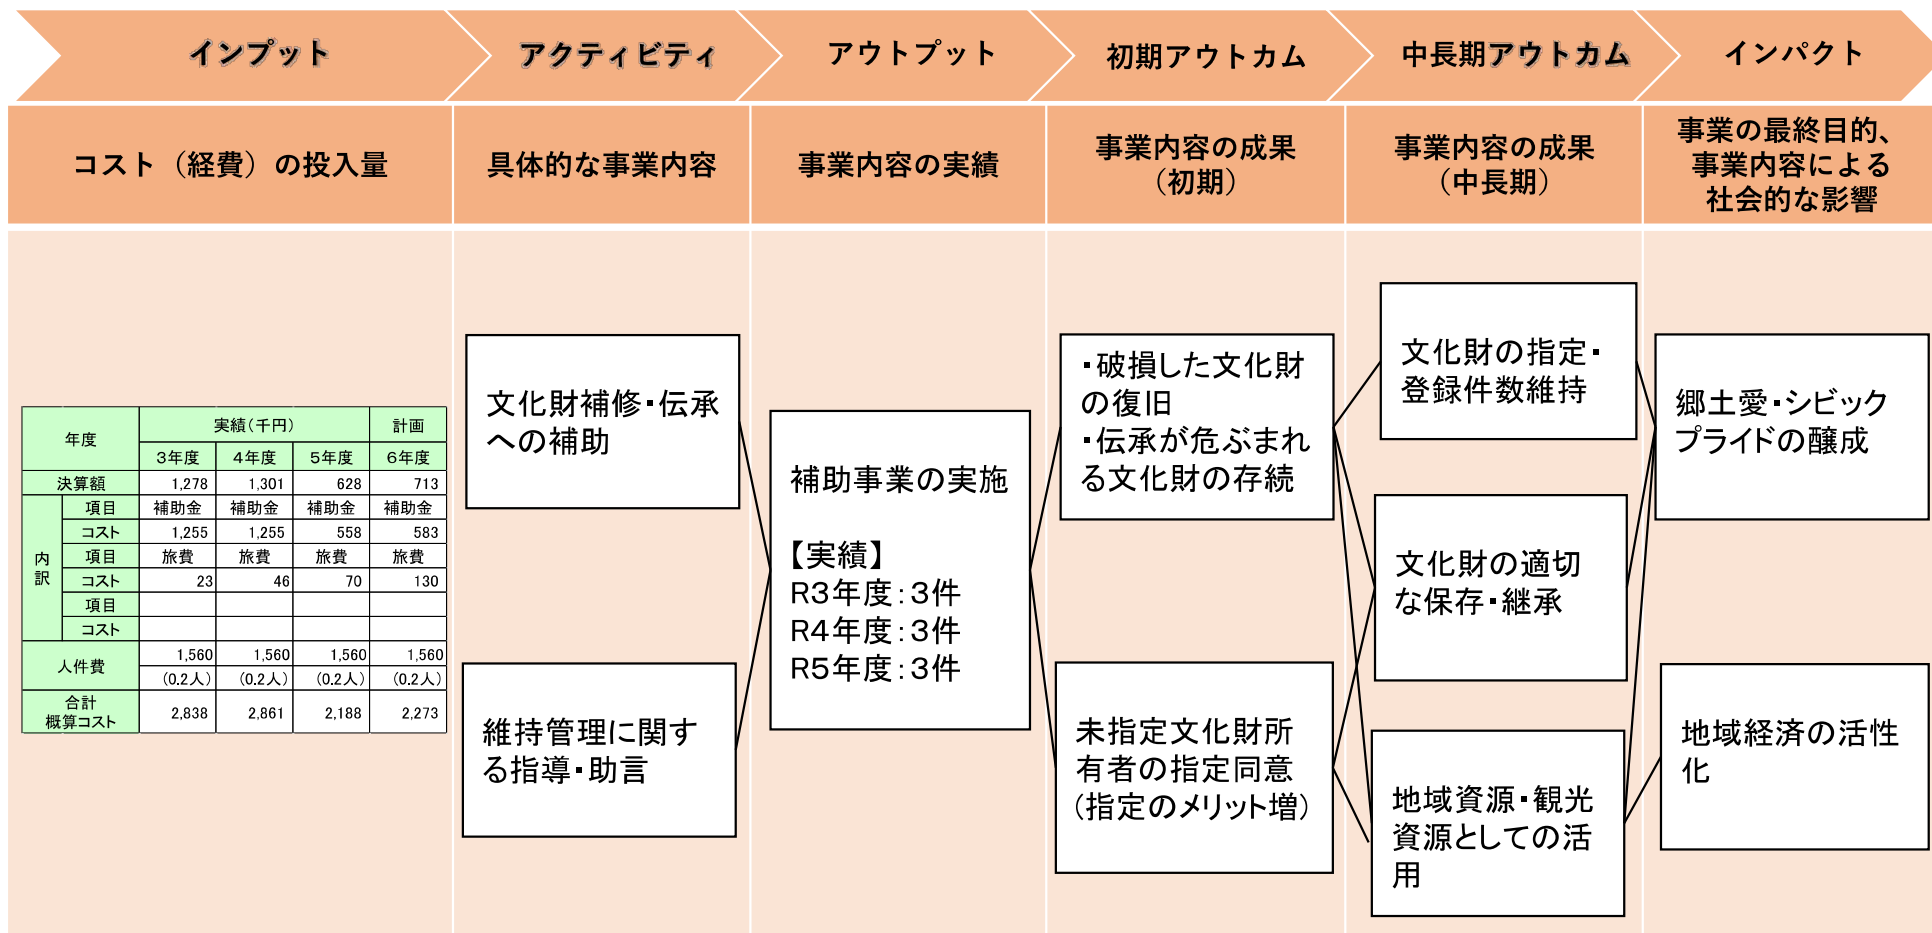 インプット
アクティビティ
アウトプット
初期アウトカム
中長期アウトカム
インパクト
コスト（経費）の投入量
具体的な事業内容
事業内容の実績
事業内容の成果
（初期）
事業内容の成果
（中長期）
事業の最終目的、
事業内容による
社会的な影響
年度 実績（千円） 計画
3年度 4年度 5年度 6年度
決算額 1,278 1,301 628 713
内訳
項目 補助金 補助金 補助金 補助金
コスト 1,255 1,255 558 583
項目 旅費 旅費 旅費 旅費
コスト 23 46 70 130
項目
コスト
人件費 1,560 1,560 1,560 1,560
(0.2人) (0.2人) (0.2人) (0.2人)
合計
概算コスト 2,838 2,861 2,188 2,273
文化財補修・伝承
への補助
維持管理に関す
る指導・助言
補助事業の実施
【実績】
R3年度：3件
R4年度：3件
R5年度：3件
・破損した文化財
の復旧
・伝承が危ぶまれ
る文化財の存続
未指定文化財所
有者の指定同意
（指定のメリット増）
文化財の指定・
登録件数維持
文化財の適切
な保存・継承
地域資源・観光
資源としての活
用
郷土愛・シビック
プライドの醸成
地域経済の活性
化